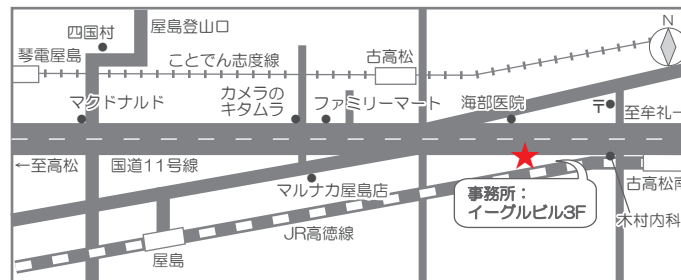 四国村
屋島登山口
N
琴電屋島
ことでん志度線
古高松
マクドナルド
カメラの
キタムラ
ファミリーマート
海部医院
〒
至牟礼
←至高松
国道11号線
マルナカ屋島店
事務所：
イーグルビル3F
古高松南
木村内科
JR高徳線
屋島